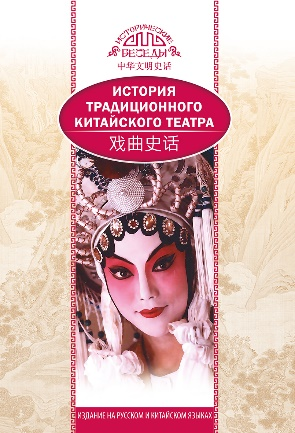 ИСТОРИЧЕСКИЕ
БЕСЕДЫ
中华文明史话
ИСТОРИЯ
ТРАДИЦИОННОГО
КИТАЙСКОГО ТЕАТРА
戏曲史话
ИЗДАНИЕ НА РУССКОМ И КИТАЙСКОМ ЯЗЫКАХ